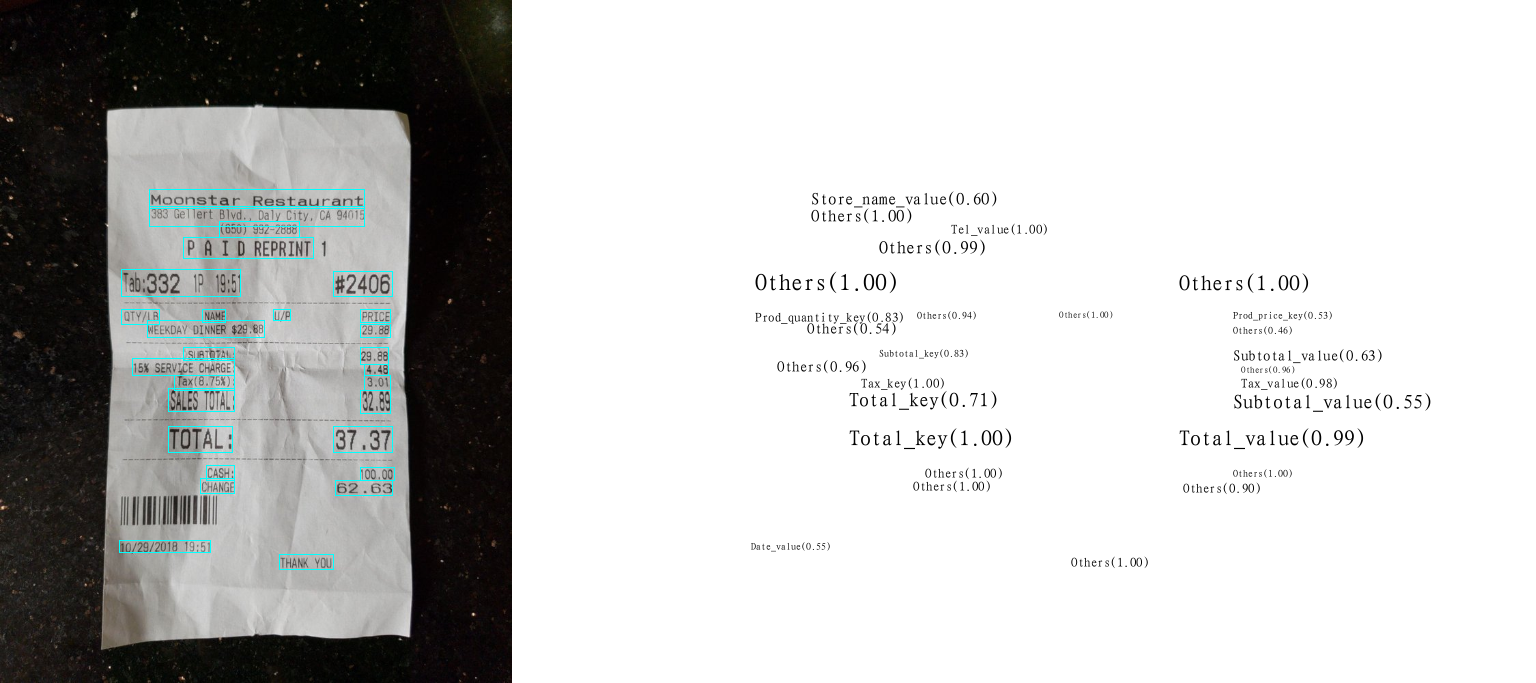 Moonstar Restaurant
383 Gellert Blvd., Daly City, CA 94015
(650) 992-2888
P A I D REPRINT 1
Tab:332 1P 19:51 #2406
QTY/LB NAME U/P PRICE
WEEKDAY DINNER $29.88 29.88
SUBTOTAL: 29.88
15% SERVICE CHARGE: 4.48
Tax(8.75%): 3.01
SALES TOTAL: 32.89
TOTAL: 37.37
CASH: 100.00
CHANGE 62.63
10/29/2018 19:51
THANK YOU
Store_name_value(0.60)
Others(1.00)
Tel_value(1.00)
Others(0.99)
Others(1.00) Others(1.00)
Prod_quantity_key(0.83) Others(0.94) Others(1.00) Prod_price_key(0.53)
Others(0.54) Others(0.46)
Subtotal_key(0.83) Subtotal_value(0.63)
Others(0.96) Others(0.96)
Tax_key(1.00) Tax_value(0.98)
Total_key(0.71) Subtotal_value(0.55)
Total_key(1.00) Total_value(0.99)
Others(1.00) Others(1.00)
Others(1.00) Others(0.90)
Date_value(0.55)
Others(1.00)